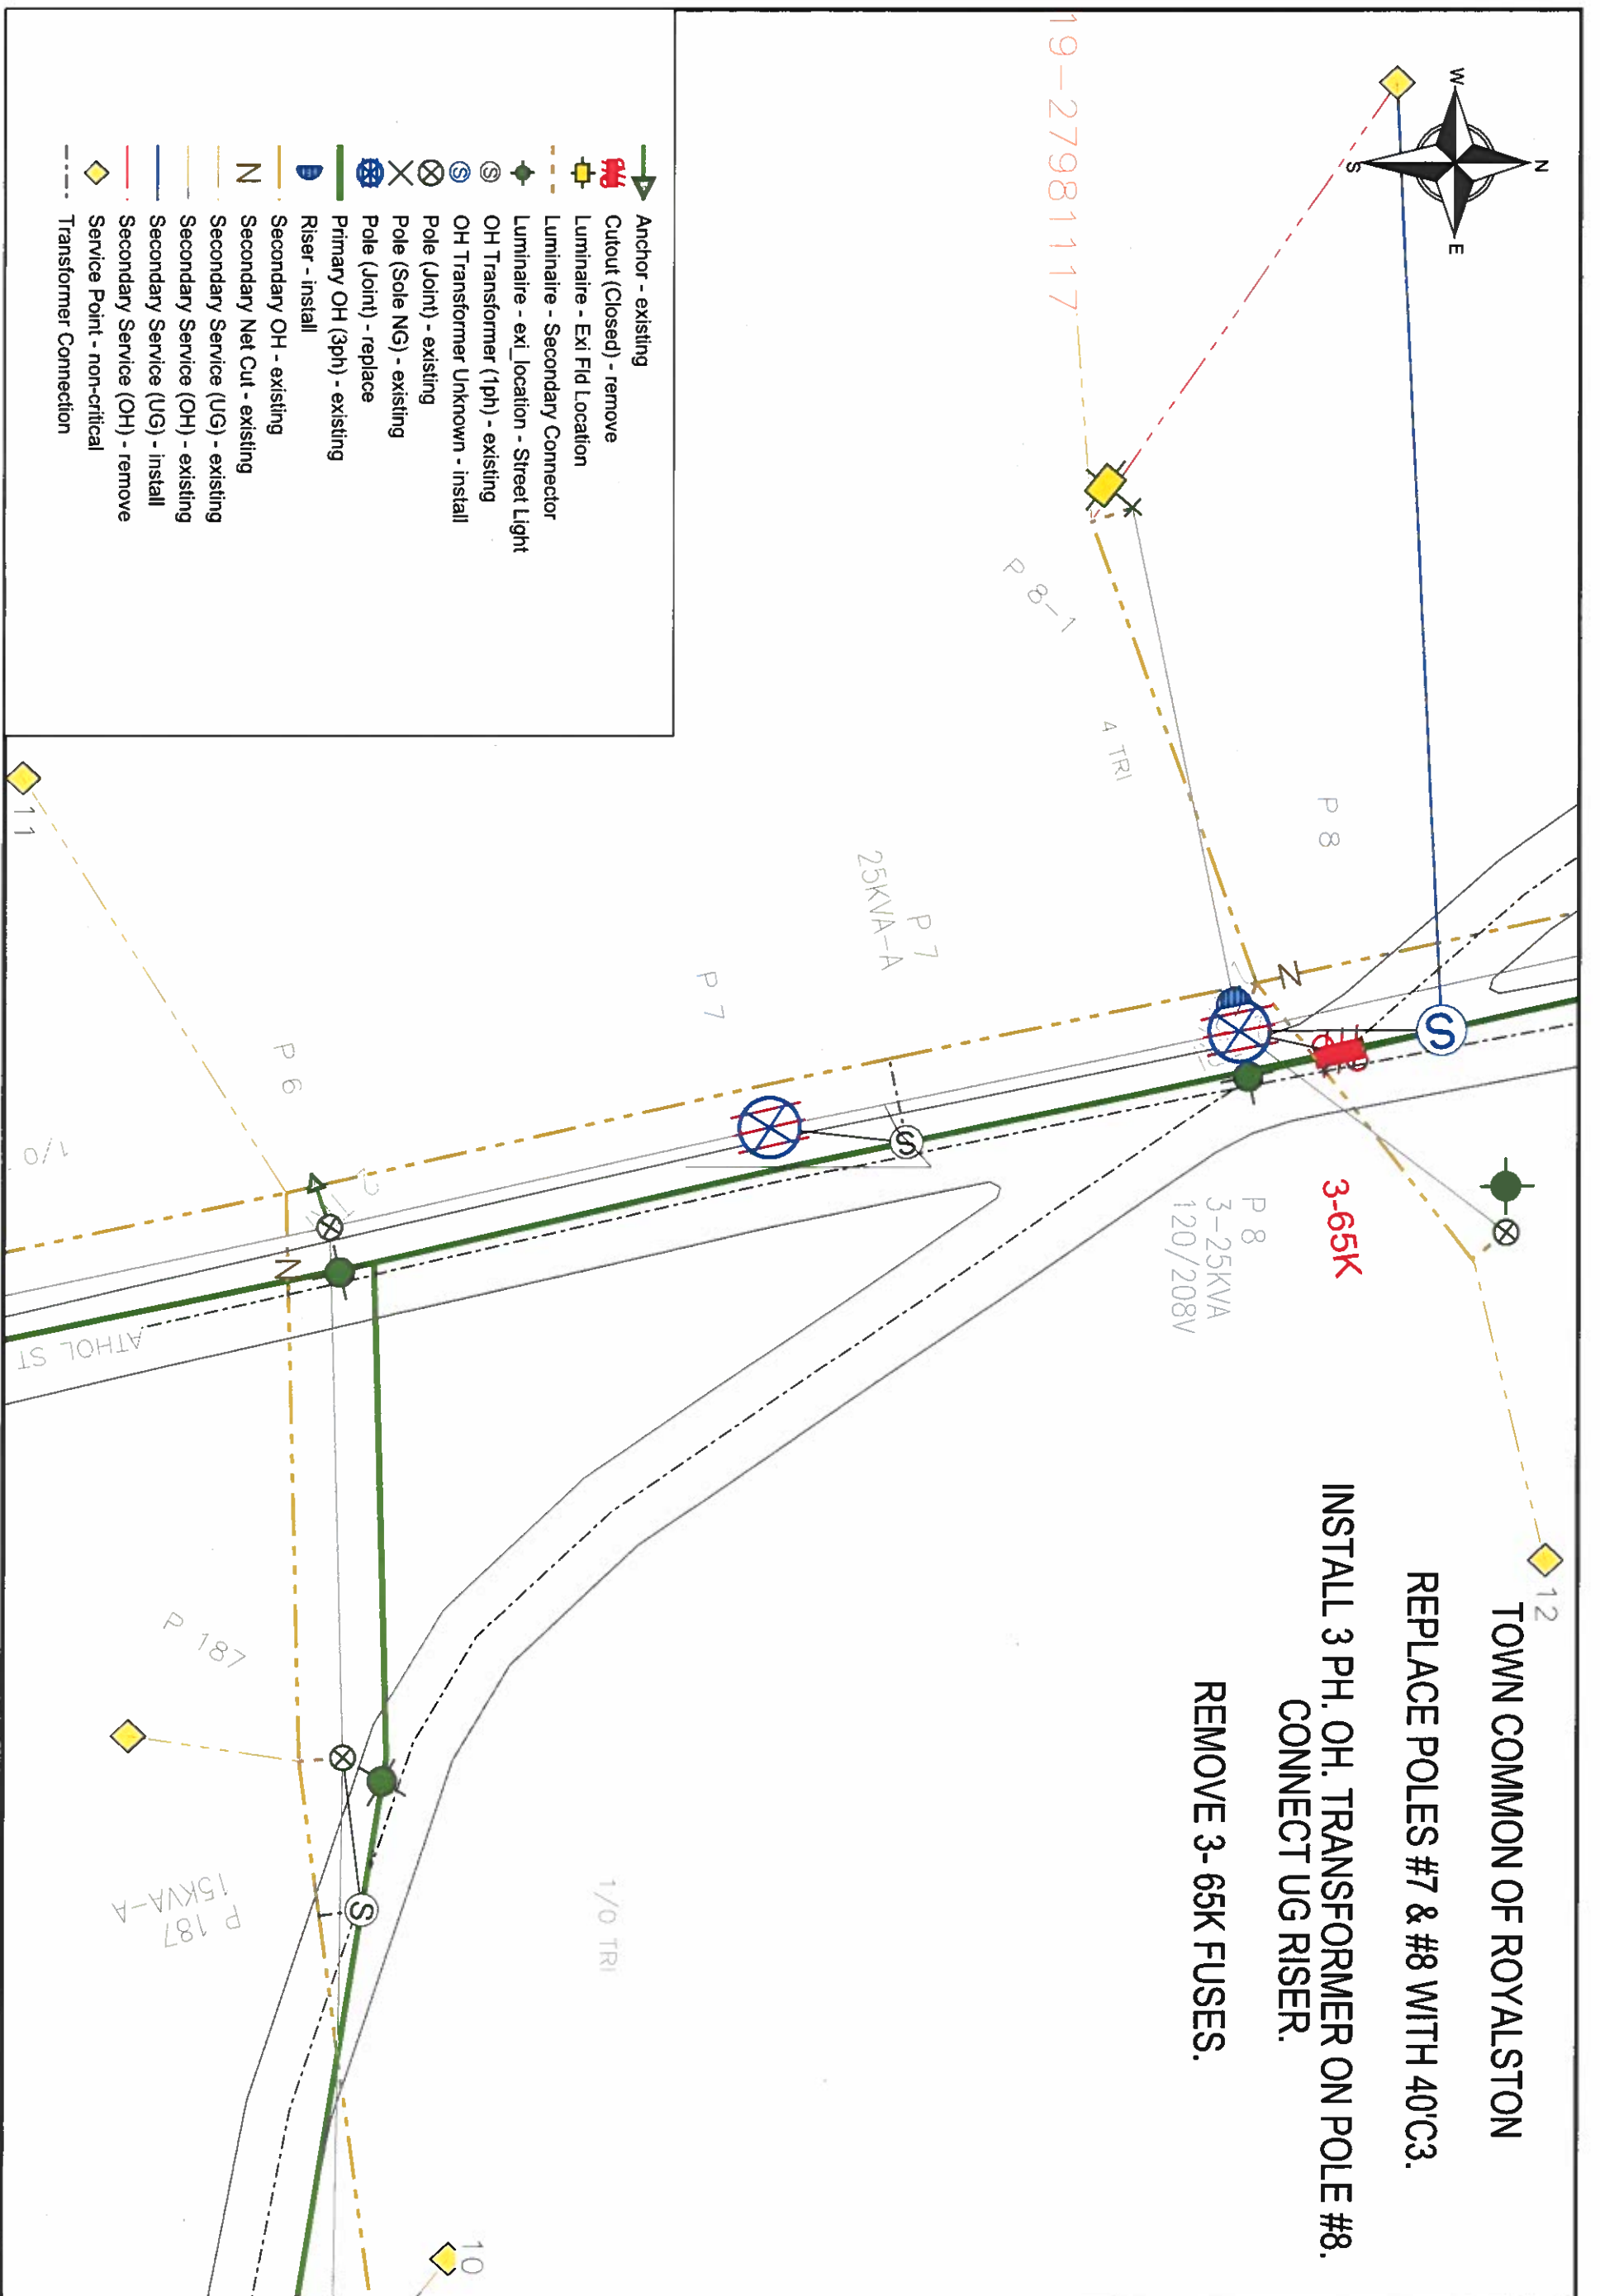 TOWN COMMON OF ROYALSTON
REPLACE POLES #7 & #8 WITH 40'C3.
INSTALL 3 PH. OH. TRANSFORMER ON POLE #8.
CONNECT UG RISER.
REMOVE 3- 65K FUSES.
N
W
E
S
12
3-65K
P 8
3-25KVA
120/208V
P 8
N
19-27981117
P 8-1
4 TRI
P 7
25KVA-A
P 7
P 6
1/0
N
ATHOL ST
11
1/0 TRI
P 187
P 187
15KVA-A
10
S
S
S
Anchor - existing
Cutout (Closed) - remove
Luminaire - Exi Fld Location
Luminaire - Secondary Connector
Luminaire - exi_location - Street Light
OH Transformer (1ph) - existing
OH Transformer Unknown - install
Pole (Joint) - existing
Pole (Sole NG) - existing
Pole (Joint) - replace
Primary OH (3ph) - existing
Riser - install
Secondary OH - existing
N Secondary Net Cut - existing
Secondary Service (UG) - existing
Secondary Service (OH) - existing
Secondary Service (UG) - install
Secondary Service (OH) - remove
Service Point - non-critical
Transformer Connection